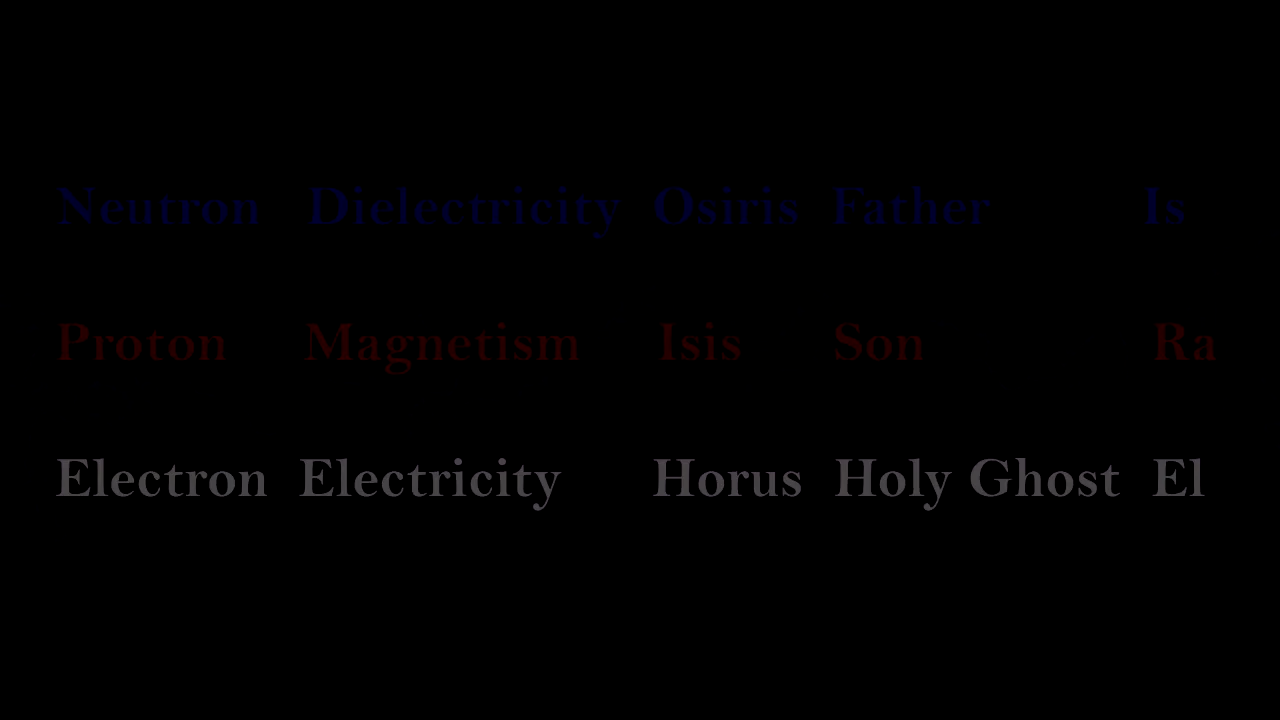 Neutron Dielectricity Osiris Father Is
Proton Magnetism Isis Son Ra
Electron Electricity Horus Holy Ghost El